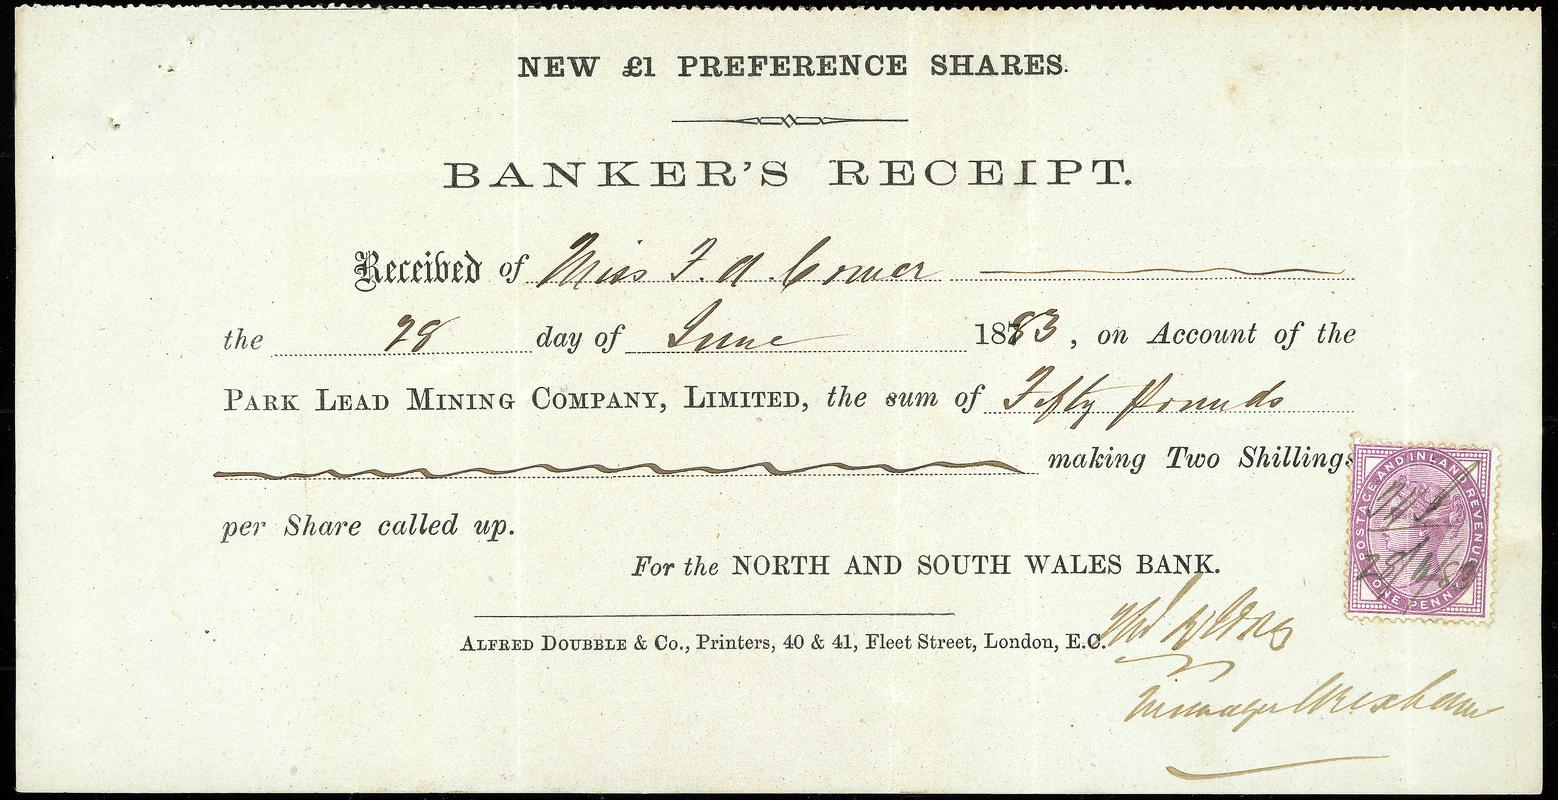 NEW £1 PREFERENCE SHARES.
BANKER'S RECEIPT.
Received of Miss F. A. Comer
the 28 day of June 1883, on Account of the
PARK LEAD MINING COMPANY, LIMITED, the sum of Fifty Pounds
making Two Shillings
per Share called up.
For the NORTH AND SOUTH WALES BANK.
ALFRED DOUBBLE & Co., Printers, 40 & 41, Fleet Street, London, E.C.
Manager Wrexham
POSTAGE AND INLAND REVENUE
ONE PENNY